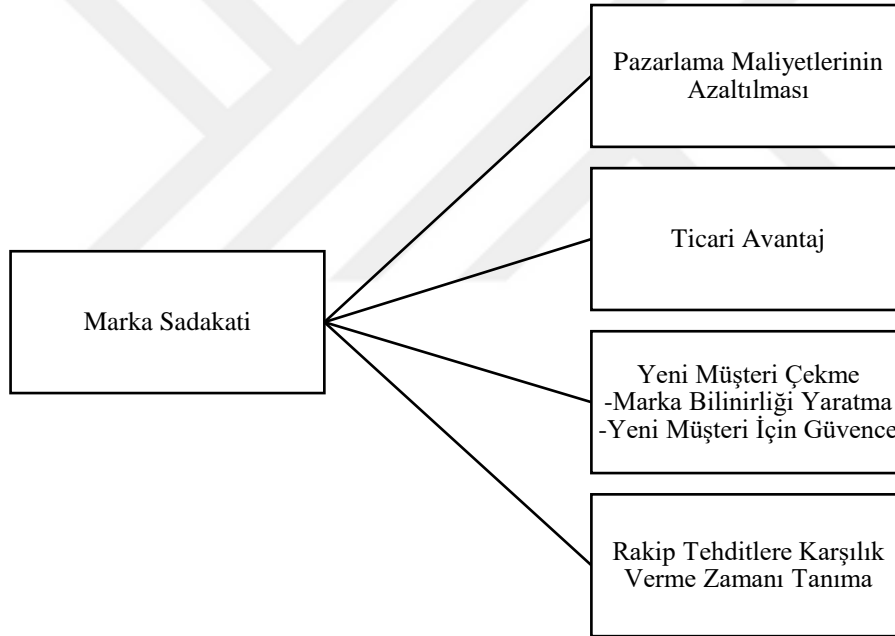 Pazarlama Maliyetlerinin
Azaltılması
Ticari Avantaj
Marka Sadakati
Yeni Müşteri Çekme
-Marka Bilinirliği Yaratma
-Yeni Müşteri İçin Güvence
Rakip Tehditlere Karşılık
Verme Zamanı Tanıma